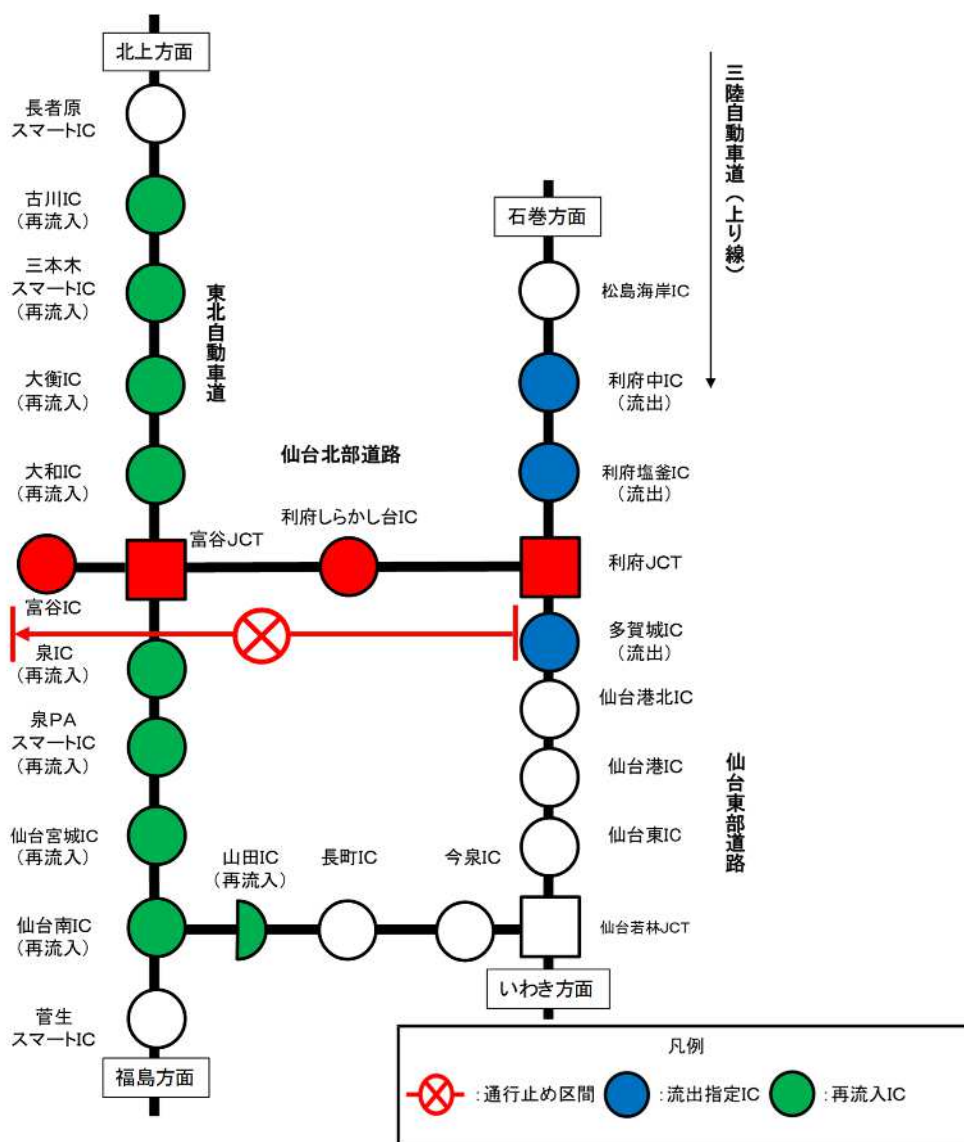 北上方面
長者原
スマートIC
古川IC
(再流入)
三本木
スマートIC
(再流入)
大衡IC
(再流入)
大和IC
(再流入)
東北自動車道
富谷JCT
富谷IC
泉IC
(再流入)
泉PA
スマートIC
(再流入)
仙台宮城IC
(再流入)
仙台南IC
(再流入)
菅生
スマートIC
福島方面
仙台北部道路
利府しらかし台IC
山田IC
(再流入)
長町IC
今泉IC
三陸自動車道(上り線)
石巻方面
松島海岸IC
利府中IC
(流出)
利府塩釜IC
(流出)
利府JCT
多賀城IC
(流出)
仙台港北IC
仙台港IC
仙台東IC
仙台東部道路
仙台若林JCT
いわき方面
凡例
:通行止め区間
:流出指定IC
:再流入IC